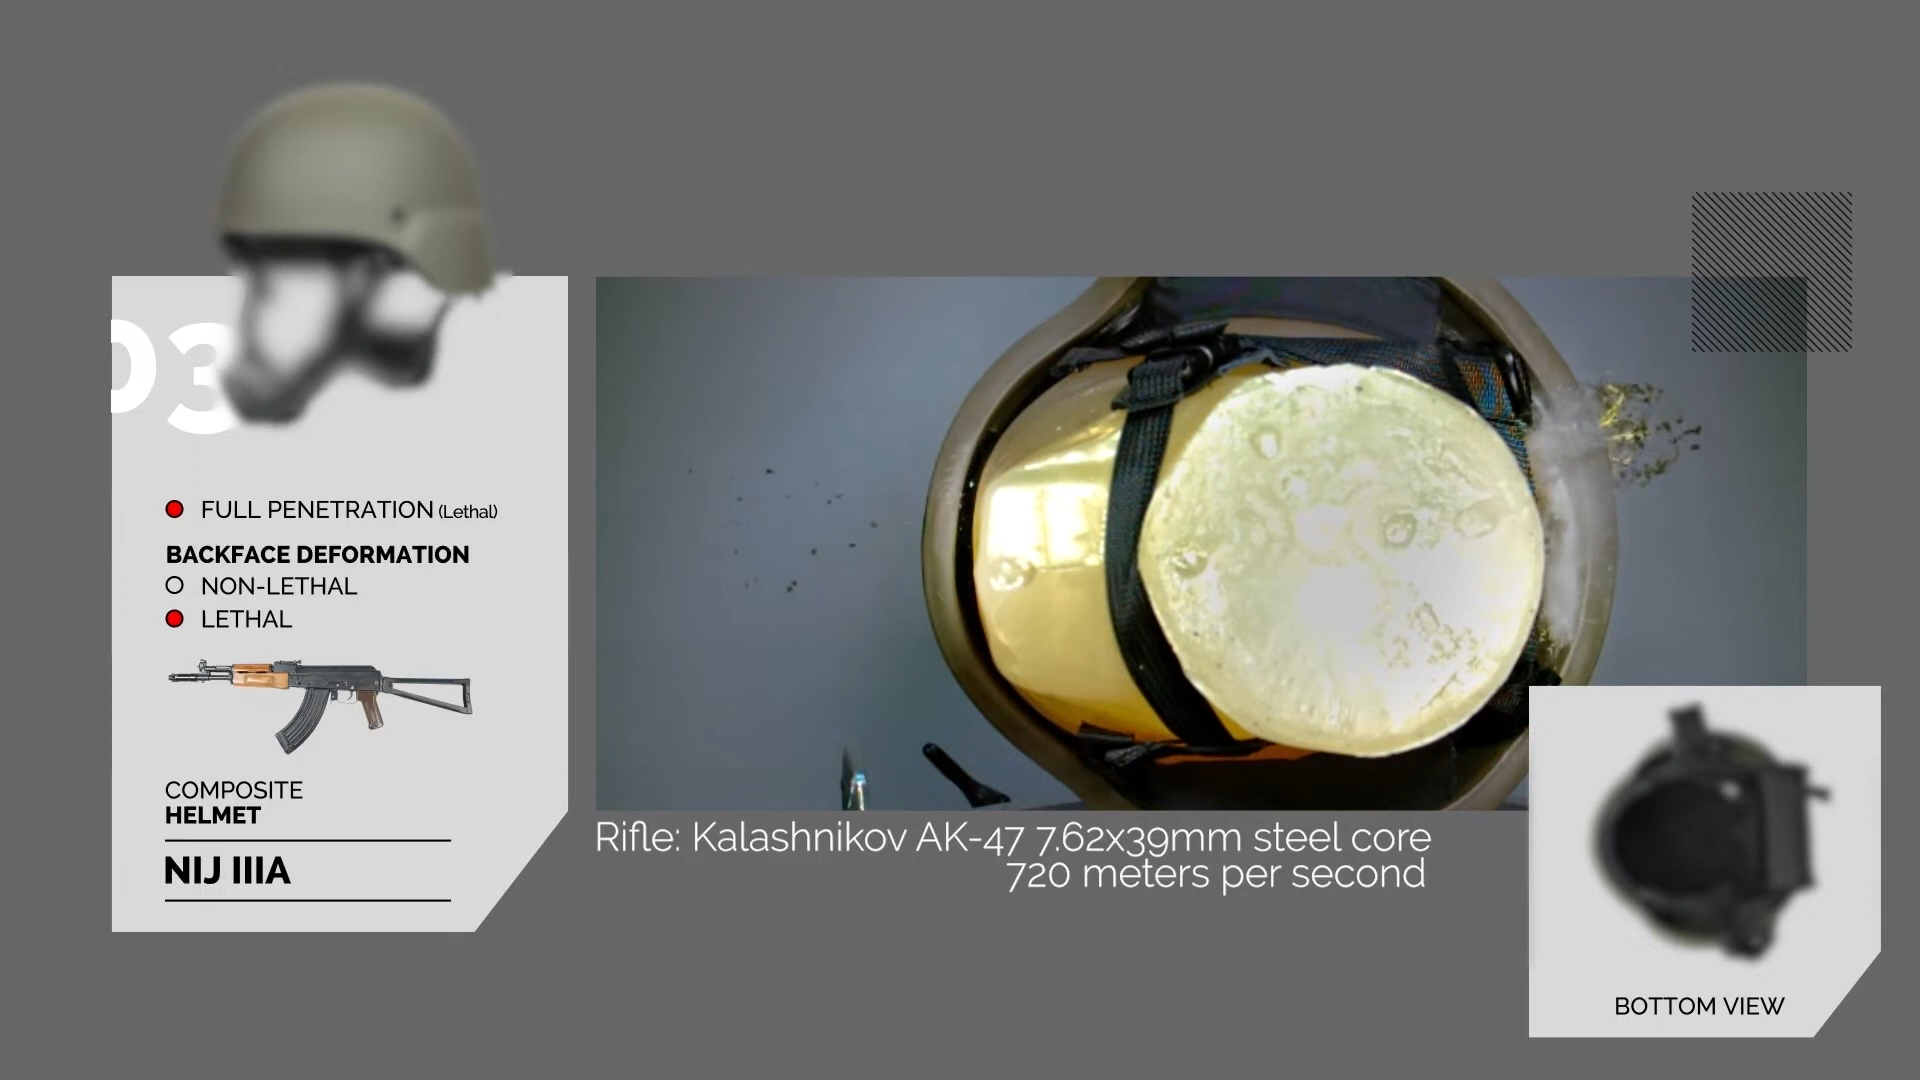 03
FULL PENETRATION (Lethal)
BACKFACE DEFORMATION
NON-LETHAL
LETHAL
COMPOSITE
HELMET
NIJ IIIA
Rifle: Kalashnikov AK-47 7.62x39mm steel core
720 meters per second
BOTTOM VIEW